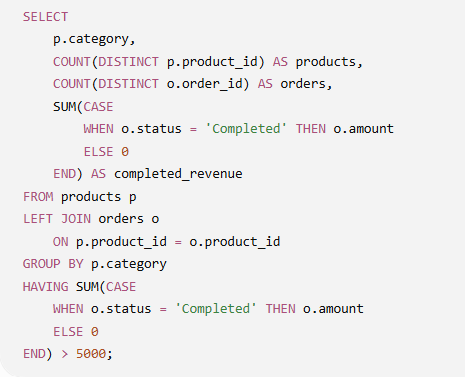 SELECT
    p.category,
    COUNT(DISTINCT p.product_id) AS products,
    COUNT(DISTINCT o.order_id) AS orders,
    SUM(CASE
        WHEN o.status = 'Completed' THEN o.amount
        ELSE 0
    END) AS completed_revenue
FROM products p
LEFT JOIN orders o
    ON p.product_id = o.product_id
GROUP BY p.category
HAVING SUM(CASE
    WHEN o.status = 'Completed' THEN o.amount
    ELSE 0
END) > 5000;